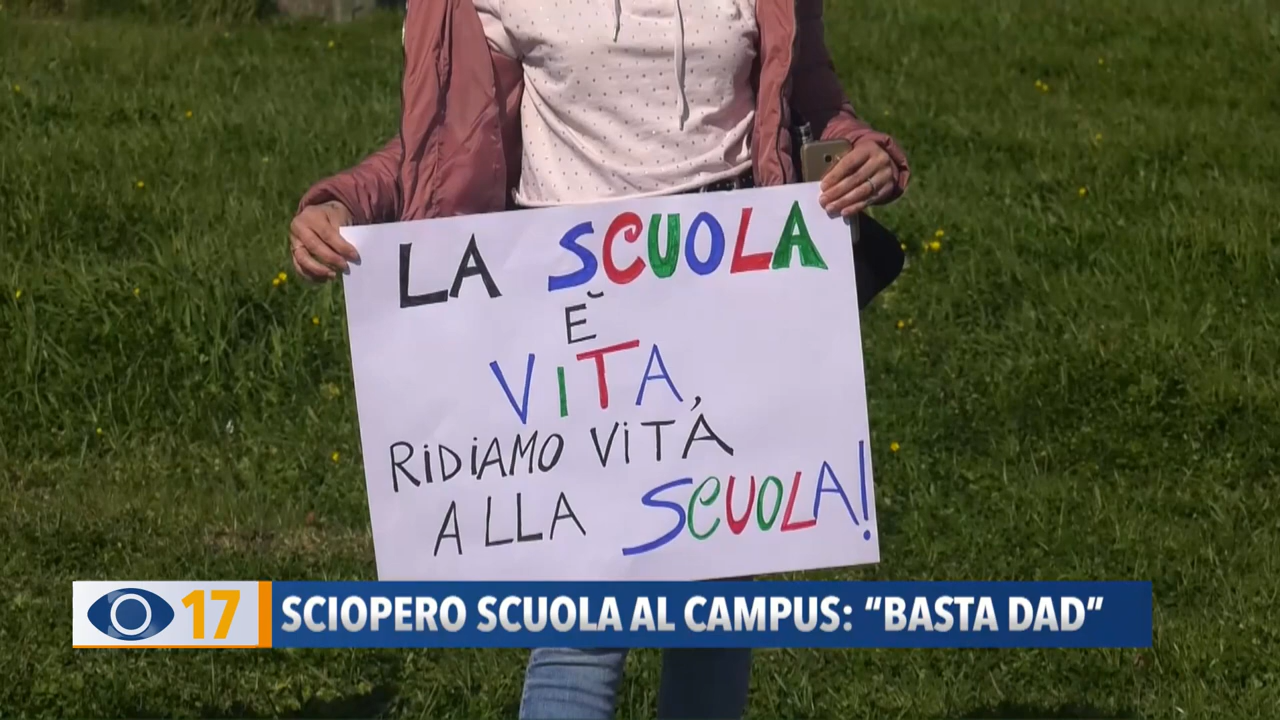 LA SCUOLA
È
VITA,
RIDIAMO VITA
ALLA SCUOLA!
17 SCIOPERO SCUOLA AL CAMPUS: “BASTA DAD”